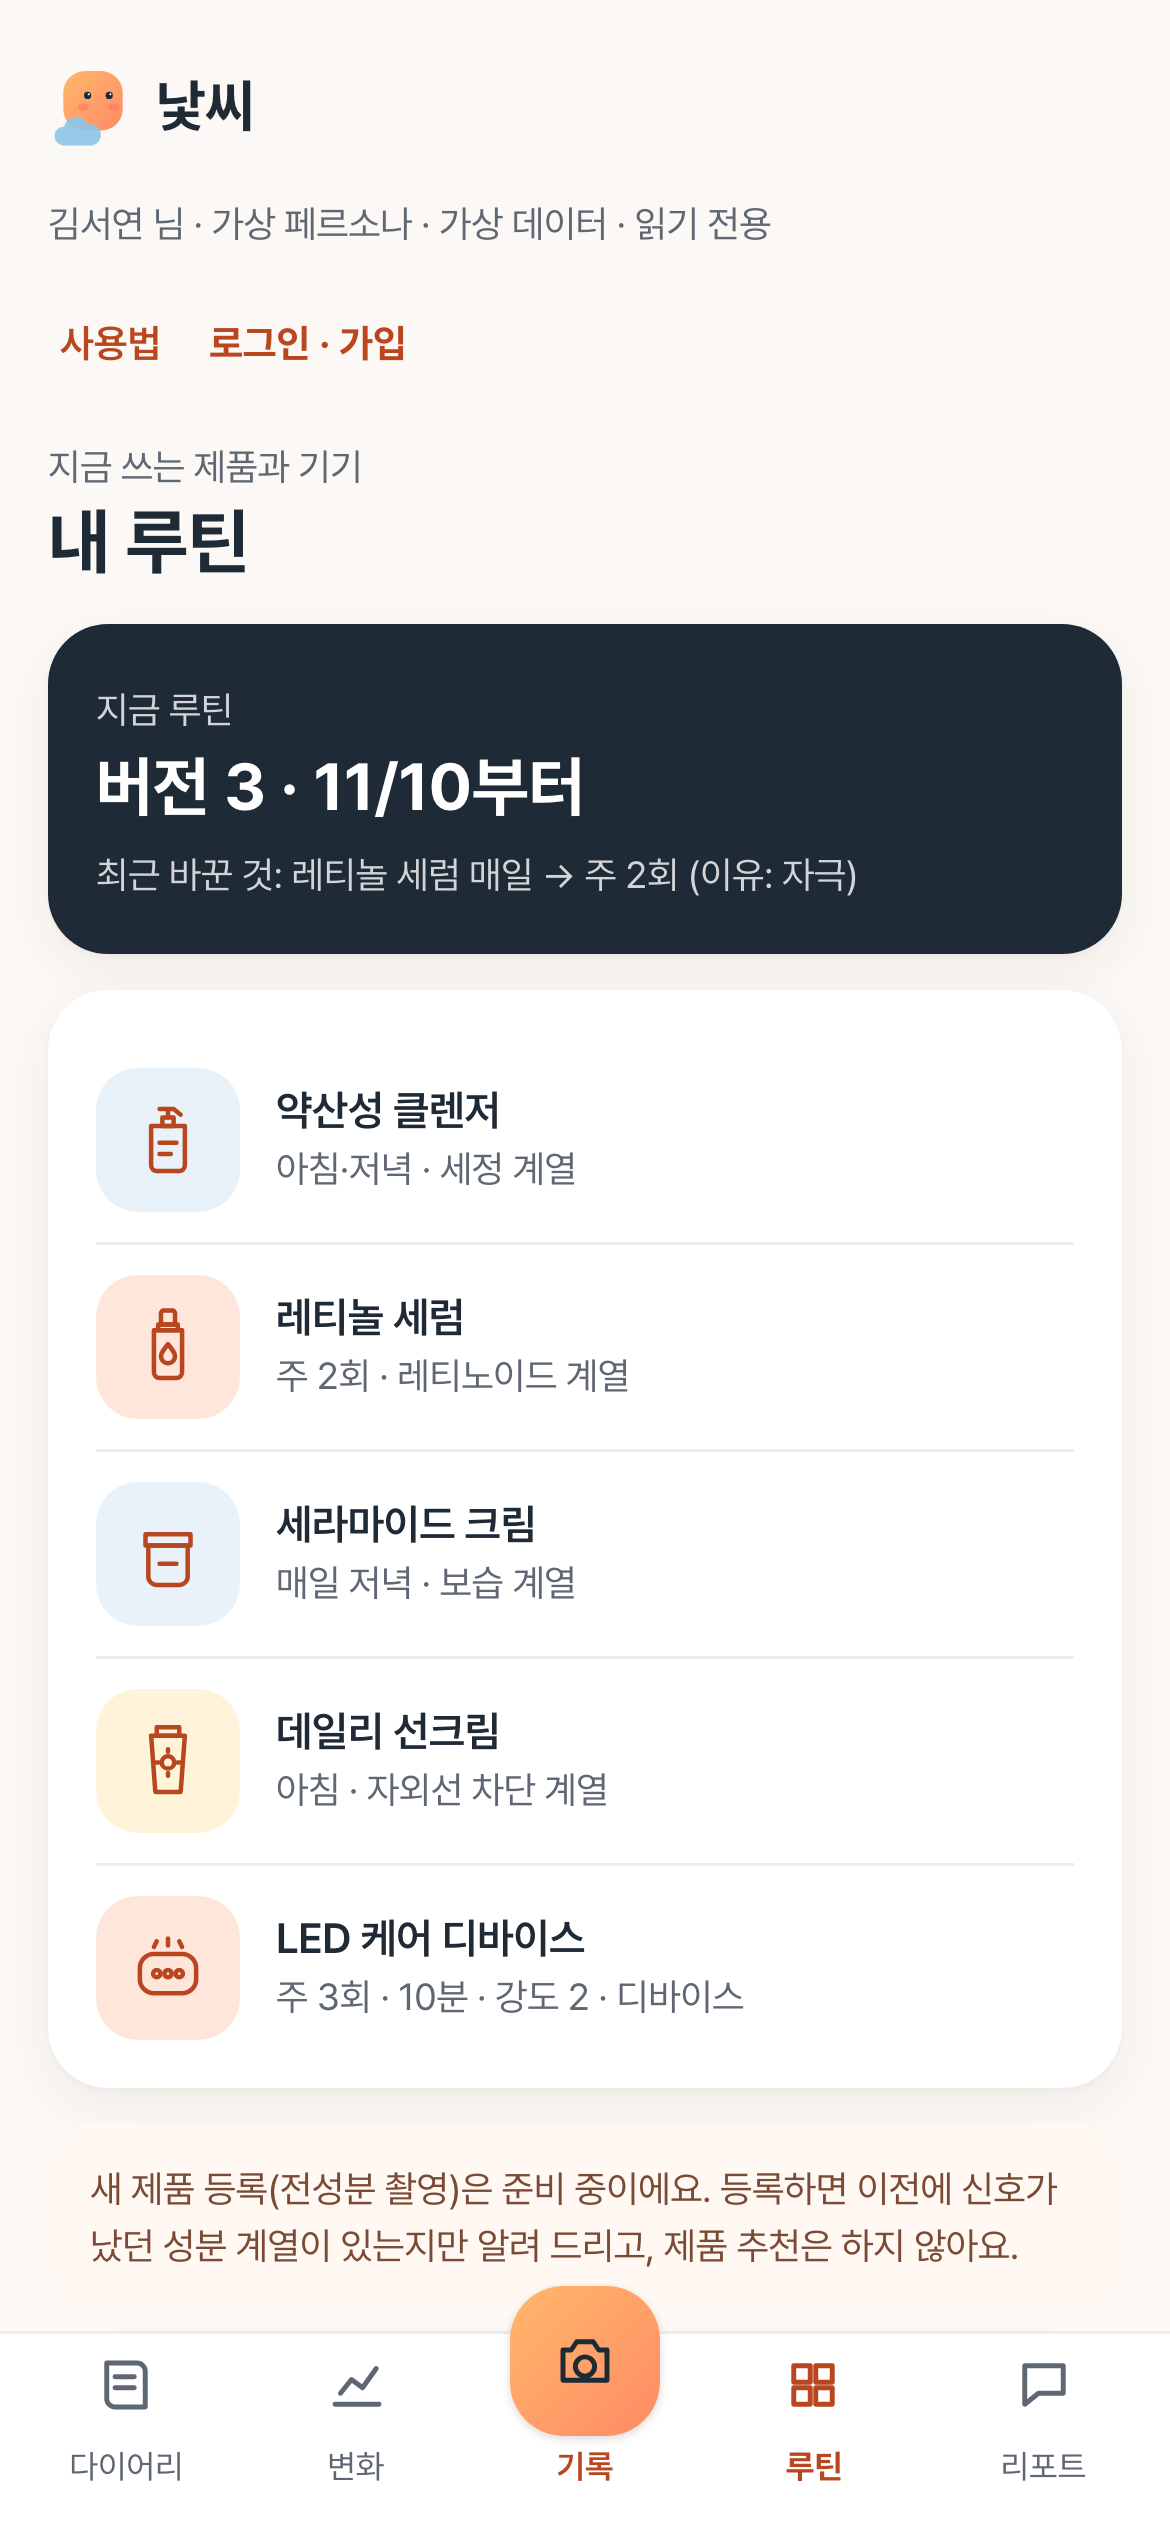 낯씨
김서연 님 · 가상 페르소나 · 가상 데이터 · 읽기 전용
사용법 로그인 · 가입
지금 쓰는 제품과 기기
내 루틴
지금 루틴
버전 3 · 11/10부터
최근 바꾼 것: 레티놀 세럼 매일 → 주 2회 (이유: 자극)
약산성 클렌저
아침·저녁 · 세정 계열
레티놀 세럼
주 2회 · 레티노이드 계열
세라마이드 크림
매일 저녁 · 보습 계열
데일리 선크림
아침 · 자외선 차단 계열
LED 케어 디바이스
주 3회 · 10분 · 강도 2 · 디바이스
새 제품 등록(전성분 촬영)은 준비 중이에요. 등록하면 이전에 신호가
났던 성분 계열이 있는지만 알려 드리고, 제품 추천은 하지 않아요.
다이어리 변화 기록 루틴 리포트